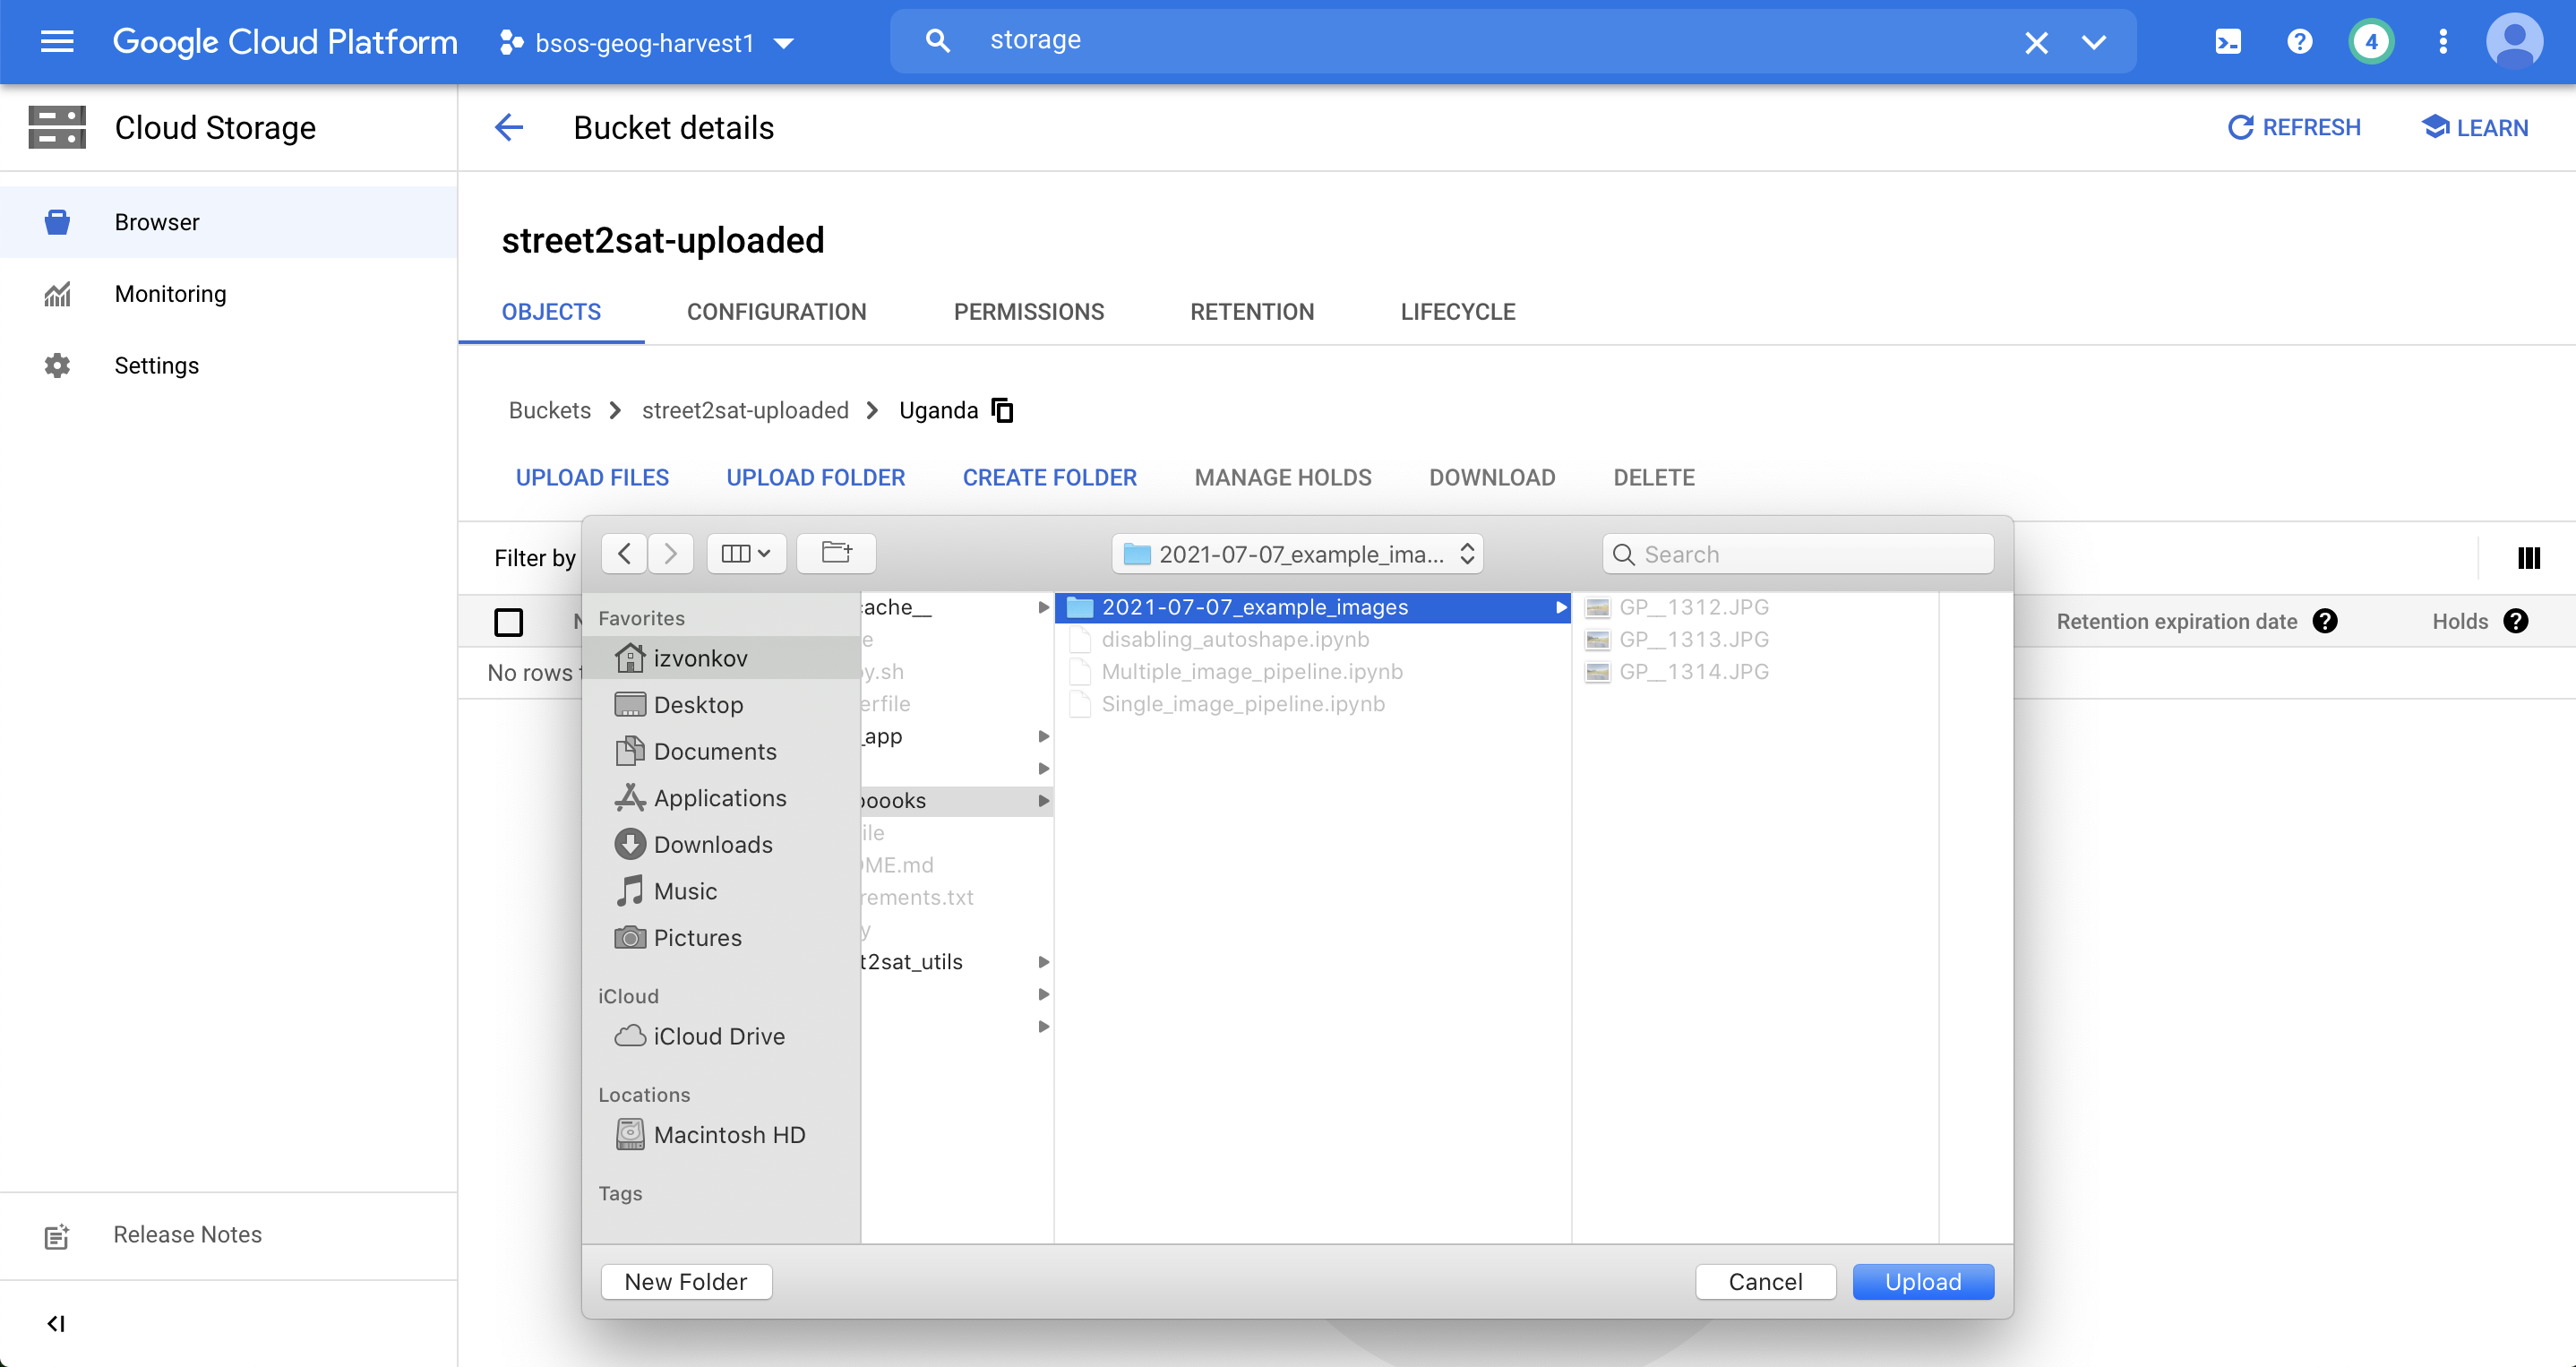 Google Cloud Platform
bsos-geog-harvest1
storage
4
Cloud Storage
Bucket details
REFRESH
LEARN
Browser
Monitoring
Settings
street2sat-uploaded
OBJECTS
CONFIGURATION
PERMISSIONS
RETENTION
LIFECYCLE
Buckets
street2sat-uploaded
Uganda
UPLOAD FILES
UPLOAD FOLDER
CREATE FOLDER
MANAGE HOLDS
DOWNLOAD
DELETE
Filter by
No rows
Retention expiration date
Holds
2021-07-07_example_ima...
Search
Favorites
izvonkov
Desktop
Documents
Applications
Downloads
Music
Pictures
iCloud
iCloud Drive
Locations
Macintosh HD
Tags
cache__
e
y.sh
erfile
_app
books
ile
OME.md
rements.txt
y
t2sat_utils
2021-07-07_example_images
disabling_autoshape.ipynb
Multiple_image_pipeline.ipynb
Single_image_pipeline.ipynb
GP__1312.JPG
GP__1313.JPG
GP__1314.JPG
New Folder
Cancel
Upload
Release Notes